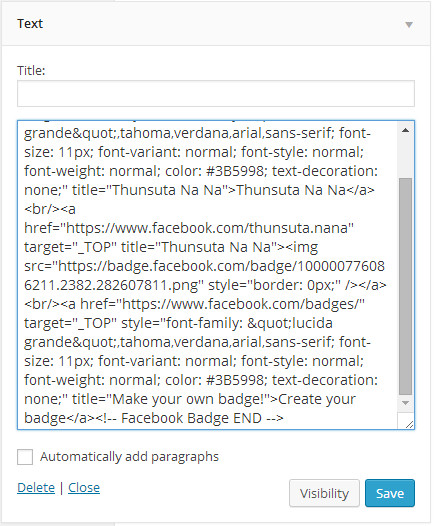 Text
Title:
grande&quot;,tahoma,verdana,arial,sans-serif; font-
size: 11px; font-variant: normal; font-style: normal;
font-weight: normal; color: #3B5998; text-decoration:
none;" title="Thunsuta Na Na">Thunsuta Na Na</a>
<br/><a
href="https://www.facebook.com/thunsuta.nana"
target="_TOP" title="Thunsuta Na Na"><img
src="https://badge.facebook.com/badge/10000077608
6211.2382.282607811.png" style="border: 0px;" /></a>
<br/><a href="https://www.facebook.com/badges/"
target="_TOP" style="font-family: &quot;lucida
grande&quot;,tahoma,verdana,arial,sans-serif; font-
size: 11px; font-variant: normal; font-style: normal;
font-weight: normal; color: #3B5998; text-decoration:
none;" title="Make your own badge!">Create your
badge</a><!-- Facebook Badge END -->
Automatically add paragraphs
Delete | Close
Visibility
Save